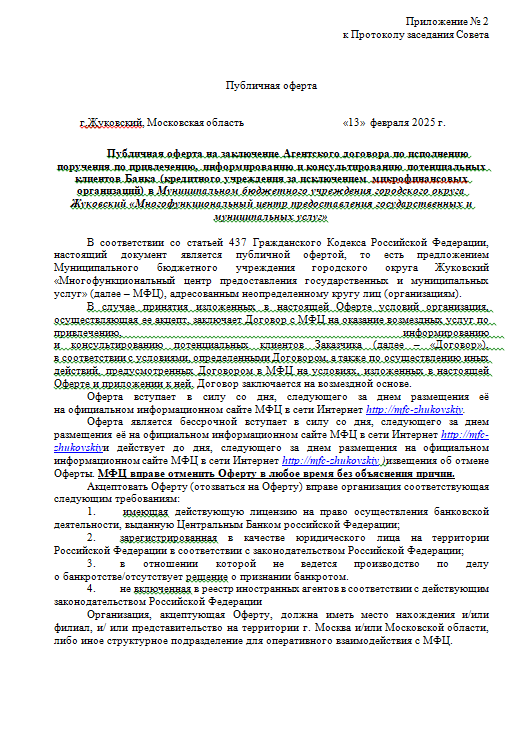 Приложение № 2
к Протоколу заседания Совета
Публичная оферта
г.Жуковский, Московская область «13» февраля 2025 г.
Публичная оферта на заключение Агентского договора по исполнению
поручения по привлечению, информированию и консультированию потенциальных
клиентов Банка (кредитного учреждения за исключением микрофинансовых
организаций) в Муниципальном бюджетного учреждения городского округа
Жуковский «Многофункциональный центр предоставления государственных и
муниципальных услуг»
В соответствии со статьей 437 Гражданского Кодекса Российской Федерации,
настоящий документ является публичной офертой, то есть предложением
Муниципального бюджетного учреждения городского округа Жуковский
«Многофункциональный центр предоставления государственных и муниципальных
услуг» (далее – МФЦ), адресованным неопределенному кругу лиц (организациям).
В случае принятия изложенных в настоящей Оферте условий организация,
осуществляющая ее акцепт, заключает Договор с МФЦ на оказание возмездных услуг по
привлечению, информированию
и консультированию потенциальных клиентов Заказчика (далее – «Договор»),
в соответствии с условиями, определенными Договором, а также по осуществлению иных
действий, предусмотренных Договором в МФЦ на условиях, изложенных в настоящей
Оферте и приложении к ней. Договор заключается на возмездной основе.
Оферта вступает в силу со дня, следующего за днем размещения её
на официальном информационном сайте МФЦ в сети Интернет http://mfc-zhukovskiy.
Оферта является бессрочной вступает в силу со дня, следующего за днем
размещения её на официальном информационном сайте МФЦ в сети Интернет http://mfc-
zhukovskiyи действует до дня, следующего за днем размещения на официальном
информационном сайте МФЦ в сети Интернет http://mfc-zhukovskiy )извещения об отмене
Оферты. МФЦ вправе отменить Оферту в любое время без объяснения причин.
Акцептовать Оферту (отозваться на Оферту) вправе организация соответствующая
следующим требованиям:
1. имеющая действующую лицензию на право осуществления банковской
деятельности, выданную Центральным Банком российской Федерации;
2. зарегистрированная в качестве юридического лица на территории
Российской Федерации в соответствии с законодательством Российской Федерации;
3. в отношении которой не ведется производство по делу
о банкротстве/отсутствует решение о признании банкротом.
4. не включенная в реестр иностранных агентов в соответствии с действующим
законодательством Российской Федерации
Организация, акцептующая Оферту, должна иметь место нахождения и/или
филиал, и/ или представительство на территории г. Москва и/или Московской области,
либо иное структурное подразделение для оперативного взаимодействия с МФЦ.